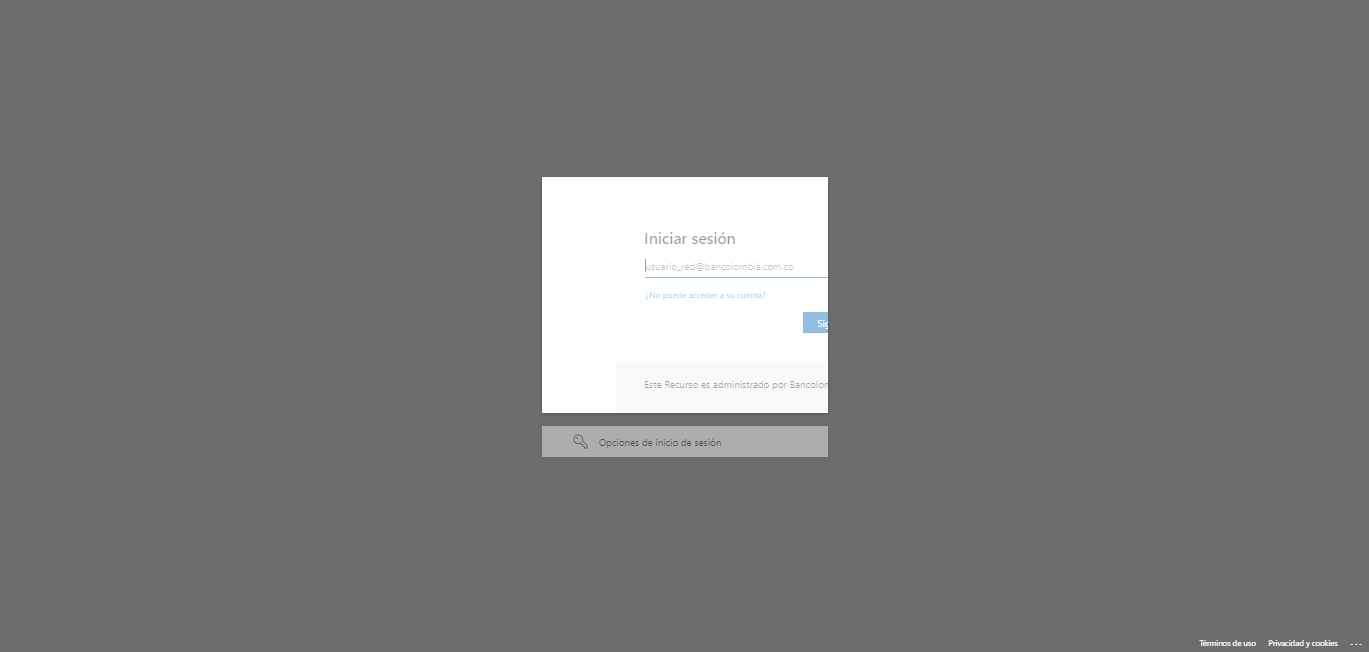 Iniciar sesión
usuario_red@bancolombia.com.co
¿No puede acceder a su cuenta?
Sig
Este Recurso es administrado por Bancolom
Opciones de inicio de sesión
Términos de uso Privacidad y cookies ...